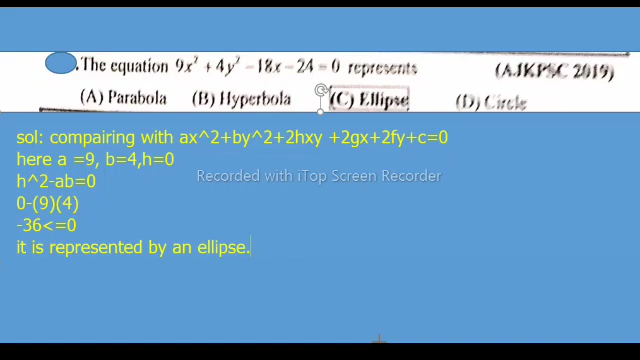 .The equation 9x² + 4y² – 18x – 24 = 0 represents (AJKPSC 2019)
(A) Parabola (B) Hyperbola (C) Ellipse (D) Circle
sol: compairing with ax^2+by^2+2hxy +2gx+2fy+c=0
here a =9, b=4,h=0
h^2-ab=0
Recorded with iTop Screen Recorder
0-(9)(4)
-36<=0
it is represented by an ellipse.